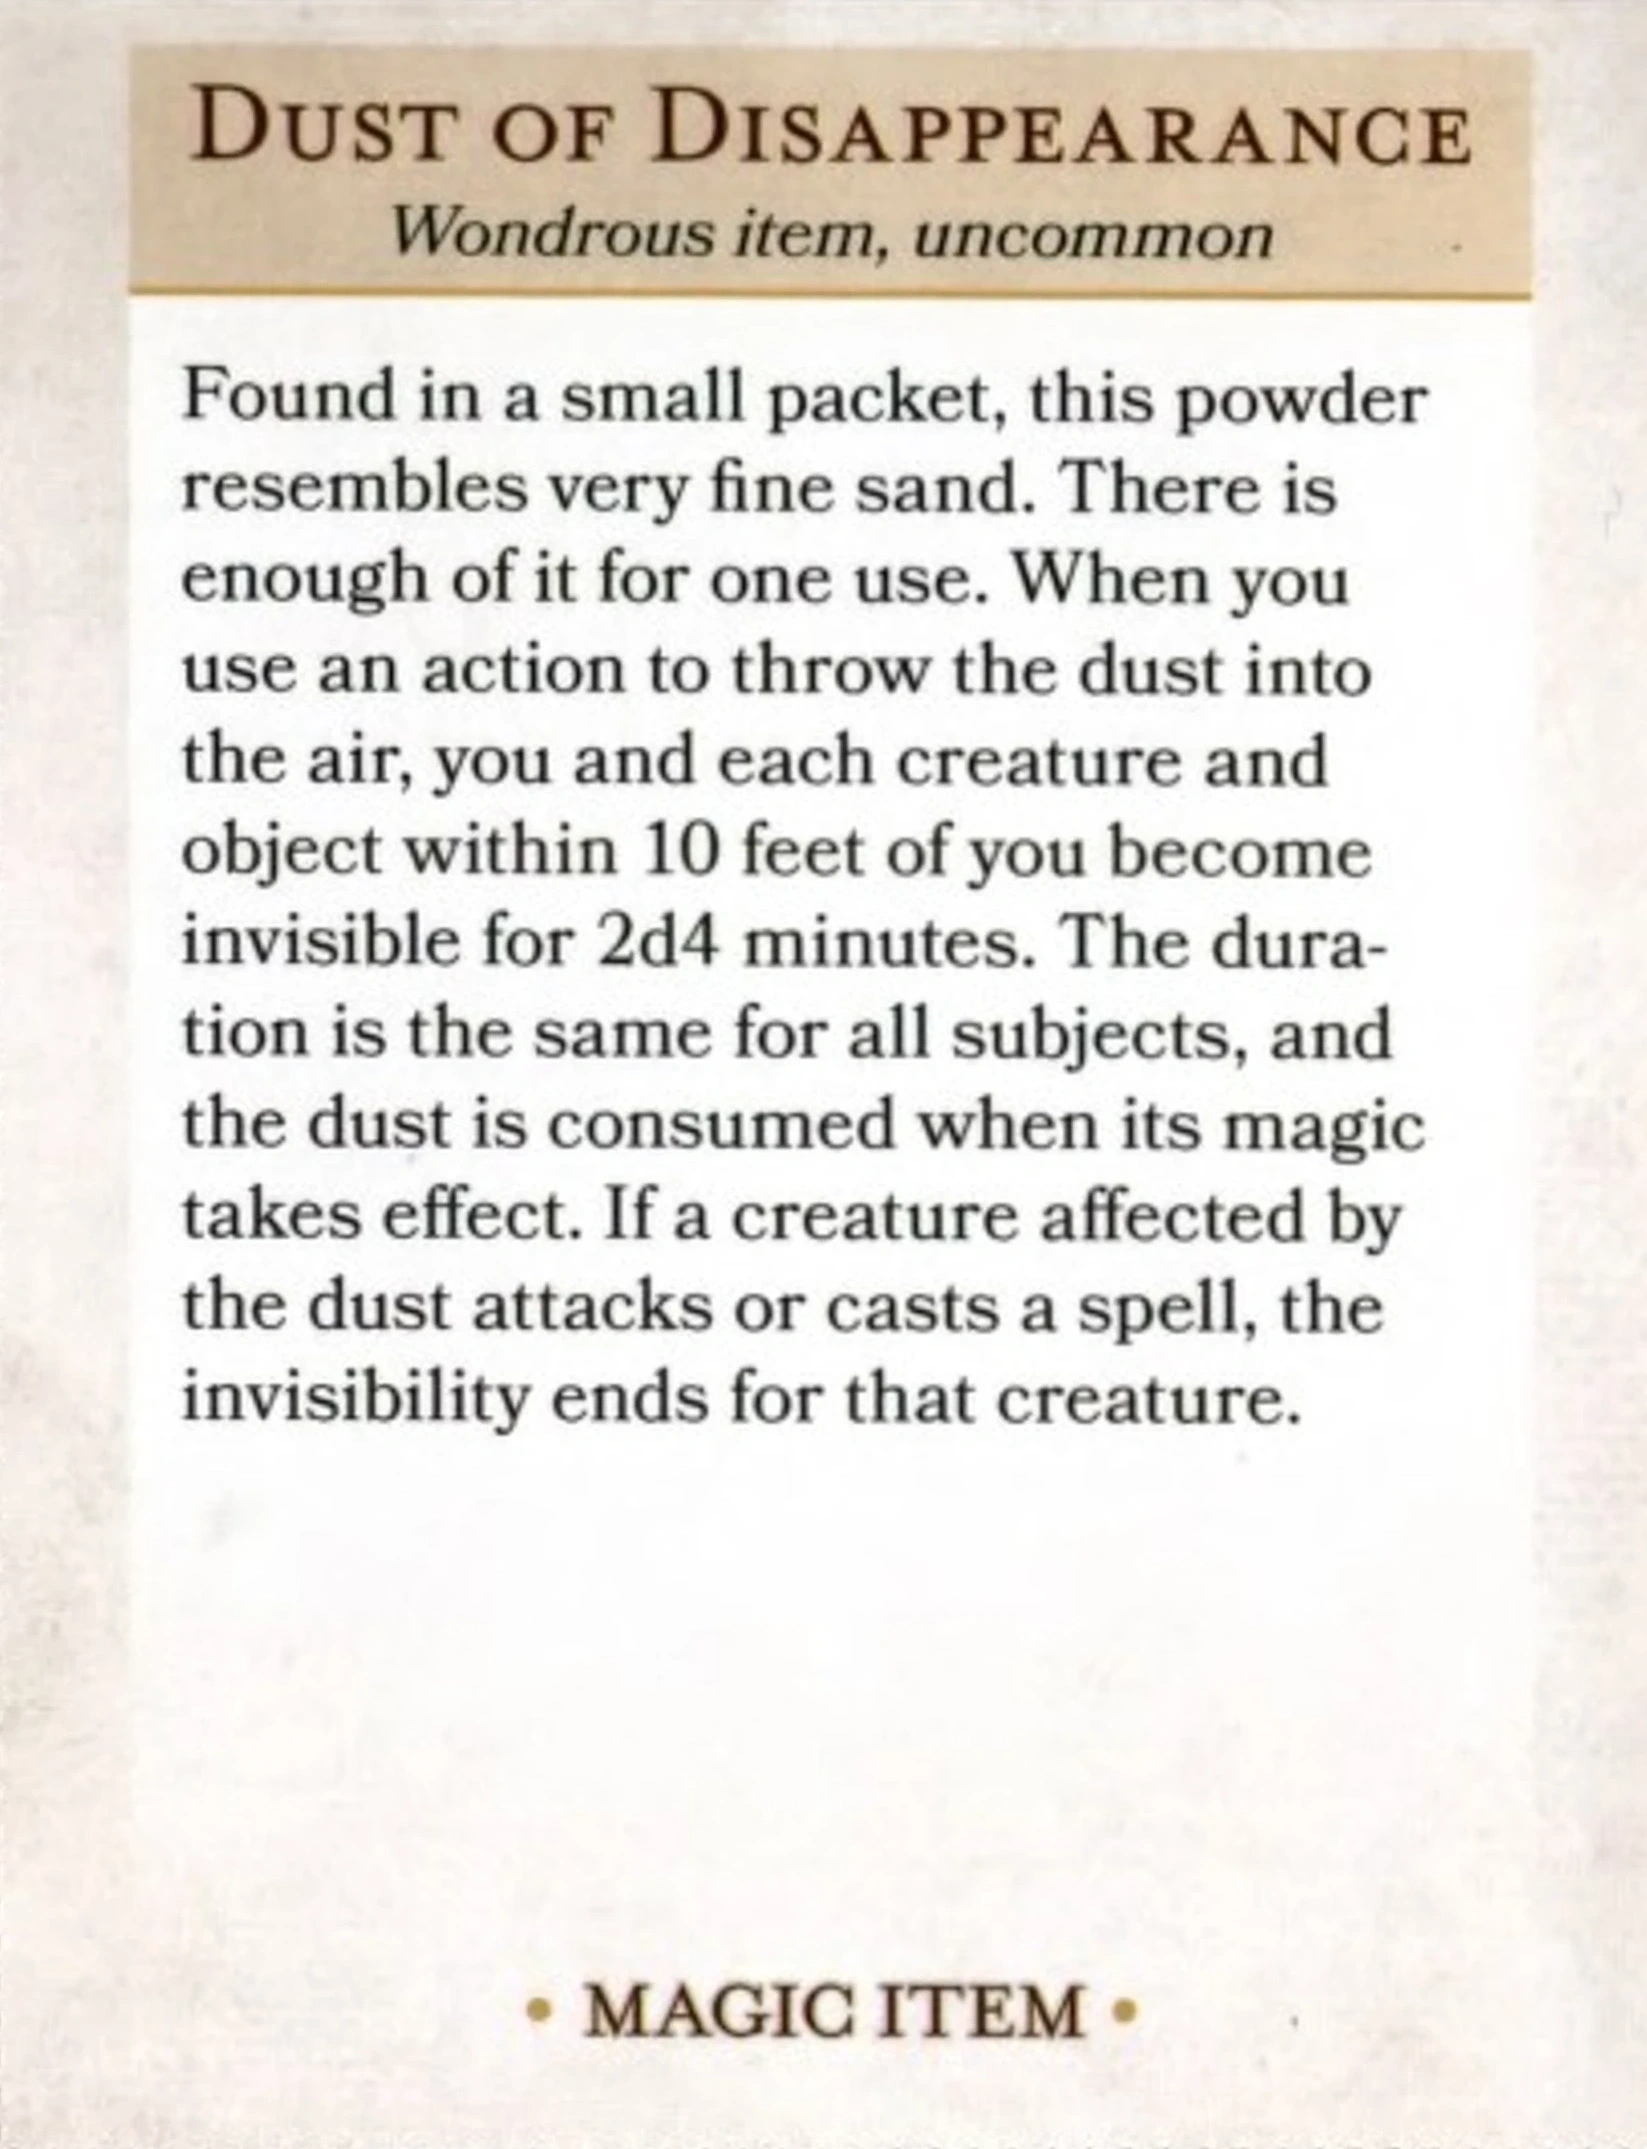 Dust of Disappearance
Wondrous item, uncommon
Found in a small packet, this powder
resembles very fine sand. There is
enough of it for one use. When you
use an action to throw the dust into
the air, you and each creature and
object within 10 feet of you become
invisible for 2d4 minutes. The dura-
tion is the same for all subjects, and
the dust is consumed when its magic
takes effect. If a creature affected by
the dust attacks or casts a spell, the
invisibility ends for that creature.
• MAGIC ITEM •